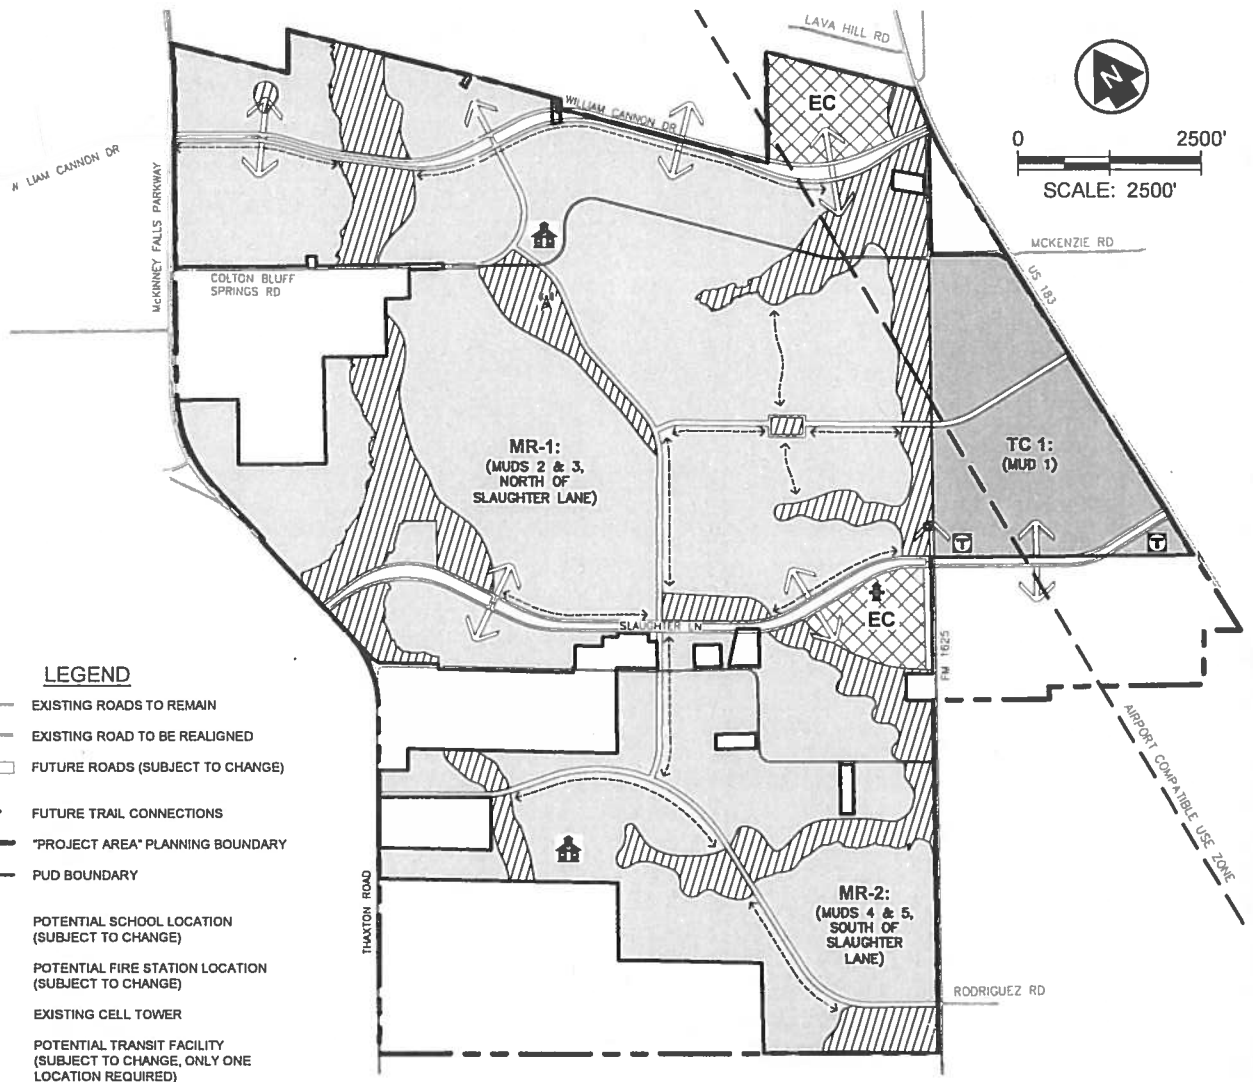 LAVA HILL RD
N
EC
WILLIAM CANNON DR
0 2500'
SCALE: 2500'
LIAM CANNON DR
McKINNEY FALLS PARKWAY
MCKENZIE RD
COLTON BLUFF
SPRINGS RD
US 183
MR-1:
(MUDS 2 & 3,
NORTH OF
SLAUGHTER LANE)
TC 1:
(MUD 1)
T
T
EC
SLAUGHTER LN
FM 1625
AIRPORT COMPATIBLE USE ZONE
LEGEND
EXISTING ROADS TO REMAIN
EXISTING ROAD TO BE REALIGNED
FUTURE ROADS (SUBJECT TO CHANGE)
FUTURE TRAIL CONNECTIONS
"PROJECT AREA" PLANNING BOUNDARY
PUD BOUNDARY
POTENTIAL SCHOOL LOCATION
(SUBJECT TO CHANGE)
POTENTIAL FIRE STATION LOCATION
(SUBJECT TO CHANGE)
EXISTING CELL TOWER
POTENTIAL TRANSIT FACILITY
(SUBJECT TO CHANGE, ONLY ONE
LOCATION REQUIRED)
THAXTON ROAD
MR-2:
(MUDS 4 & 5,
SOUTH OF
SLAUGHTER
LANE)
RODRIGUEZ RD